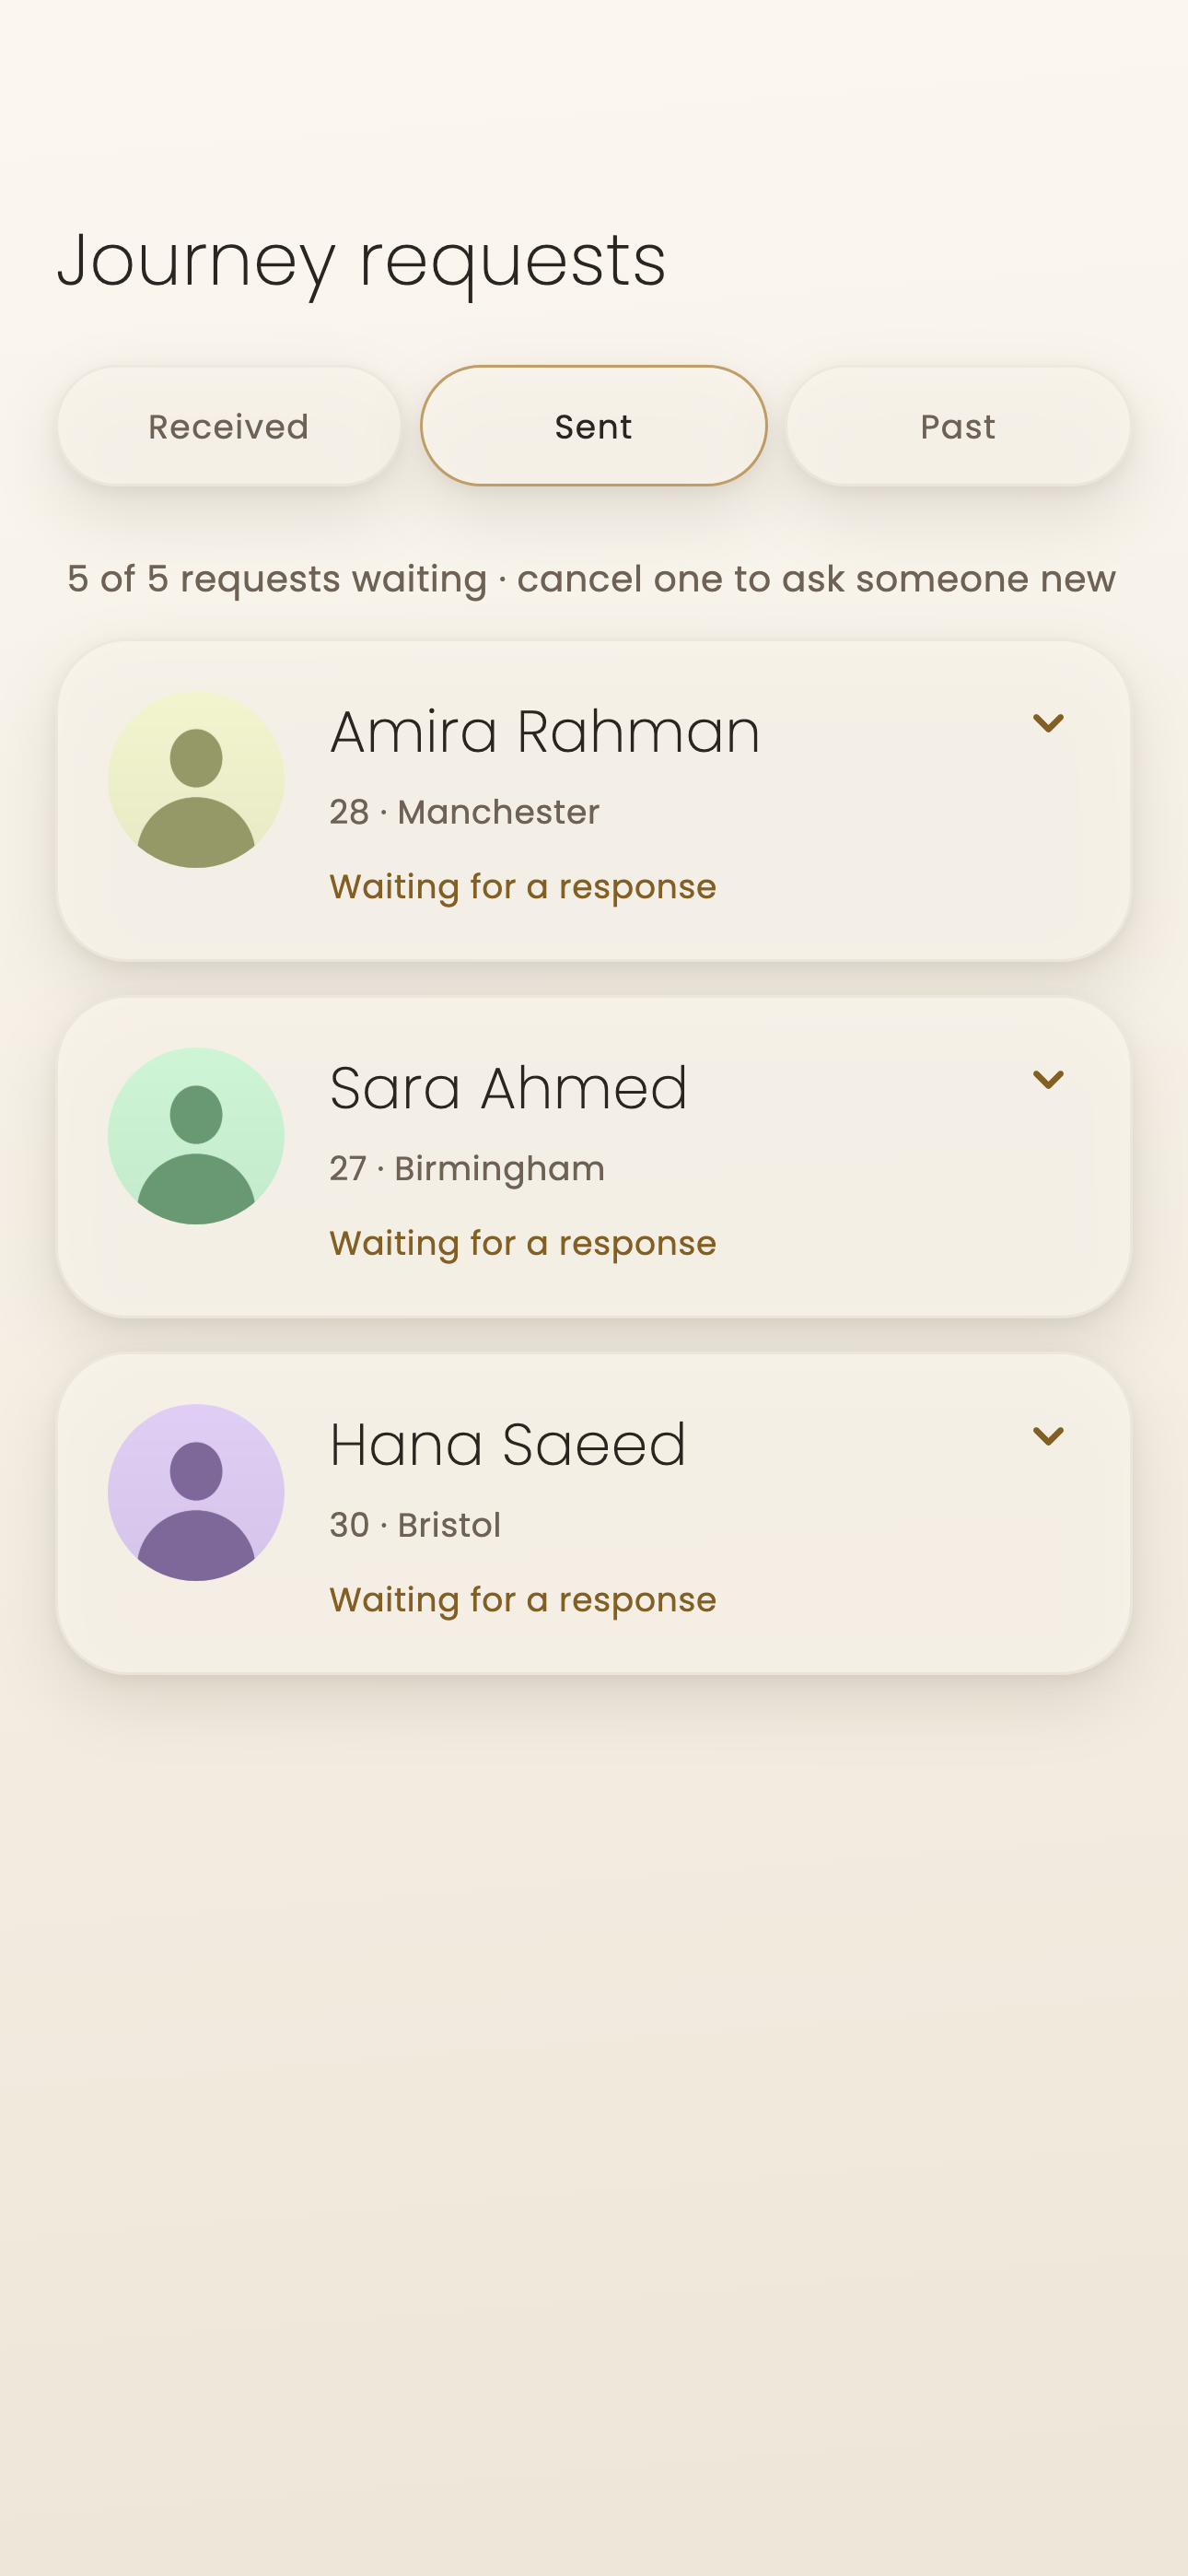 Journey requests
Received
Sent
Past
5 of 5 requests waiting · cancel one to ask someone new
Amira Rahman
28 · Manchester
Waiting for a response
Sara Ahmed
27 · Birmingham
Waiting for a response
Hana Saeed
30 · Bristol
Waiting for a response